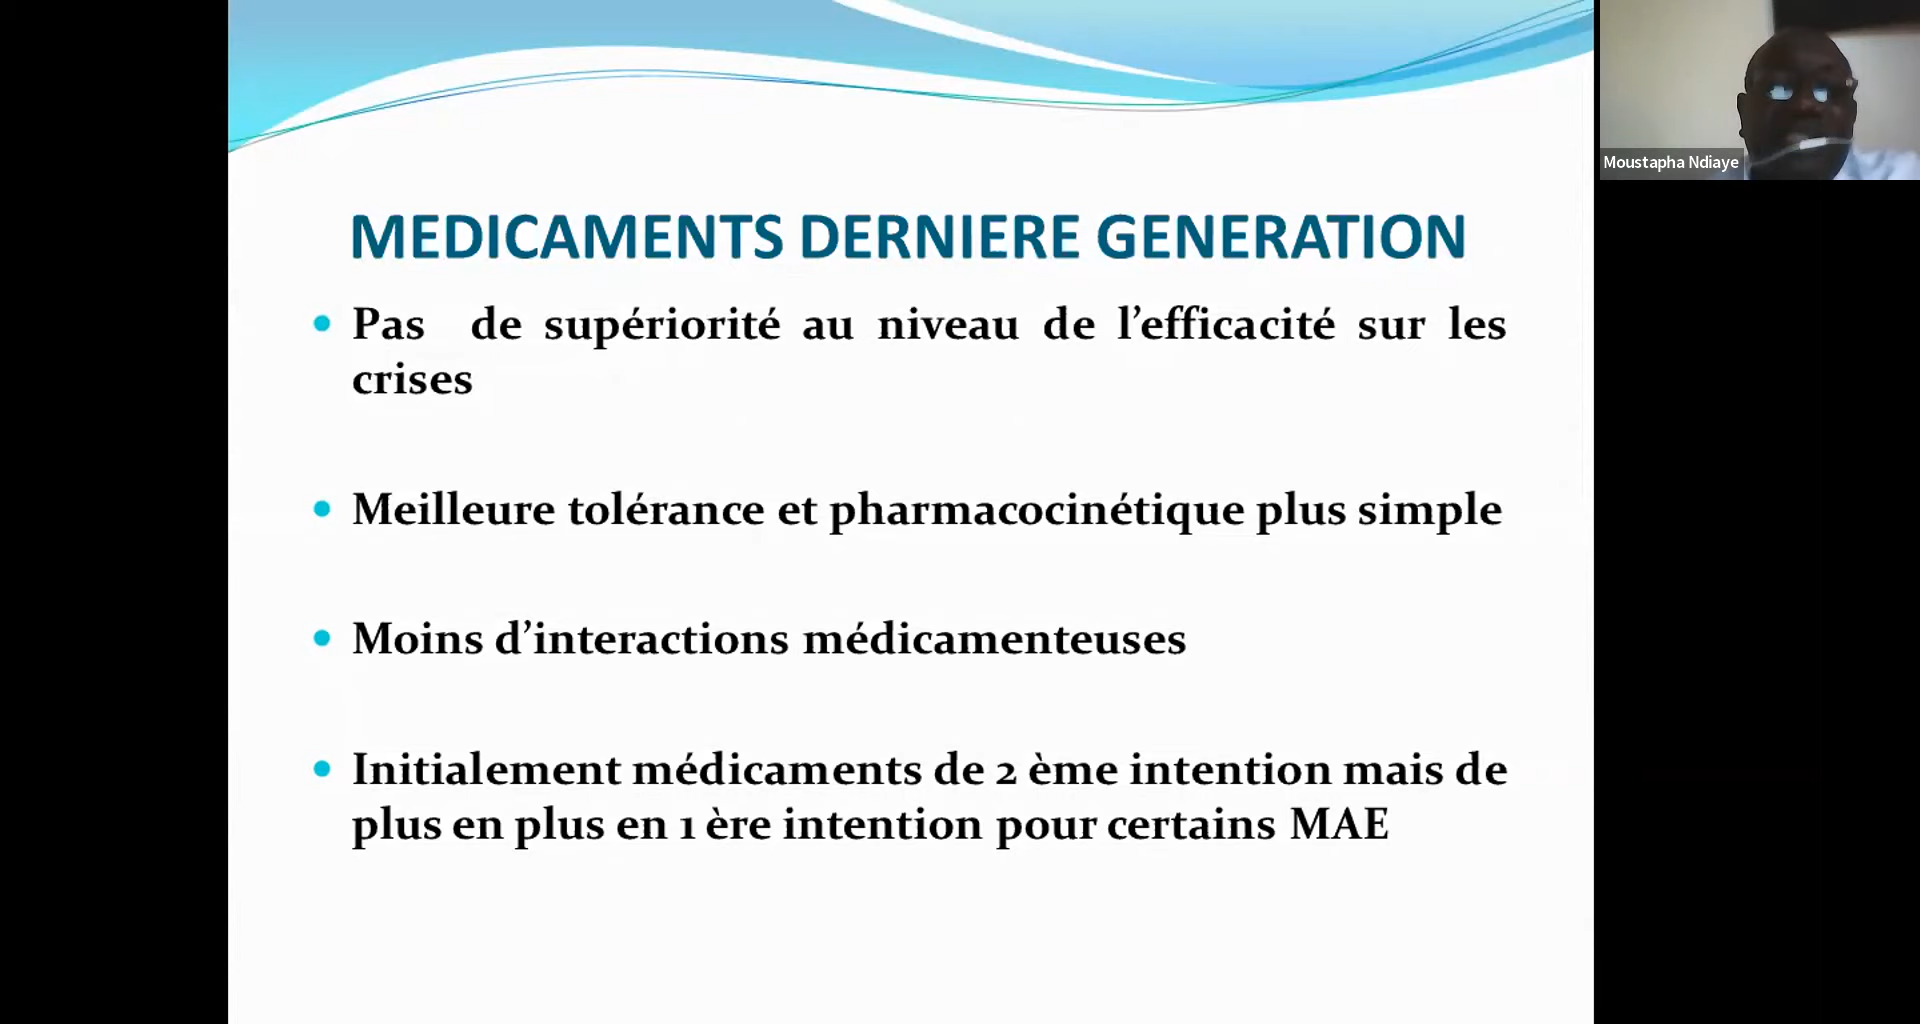 MEDICAMENTS DERNIERE GENERATION
• Pas de supériorité au niveau de l’efficacité sur les
crises
• Meilleure tolérance et pharmacocinétique plus simple
• Moins d’interactions médicamenteuses
• Initialement médicaments de 2 ème intention mais de
plus en plus en 1 ère intention pour certains MAE
Moustapha Ndiaye